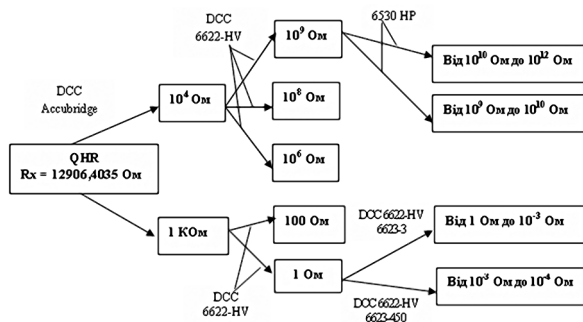 DCC
6622-HV
10⁹ Ом
6530 HP
Від 10¹⁰ Ом до 10¹² Ом
DCC
Accubridge
10⁴ Ом
10⁸ Ом
Від 10⁹ Ом до 10¹⁰ Ом
QHR
Rx = 12906,4035 Ом
10⁶ Ом
1 КОм
100 Ом
DCC 6622-HV
6623-3
Від 1 Ом до 10⁻³ Ом
DCC
6622-HV
1 Ом
DCC 6622-HV
6623-450
Від 10⁻³ Ом до 10⁻⁴ Ом